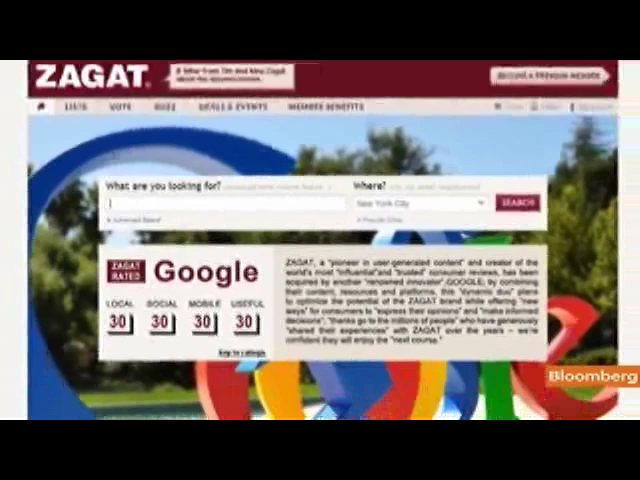 ZAGAT
A letter from Tim and Nina Zagat
BECOME A PREMIUM MEMBER
LISTS VOTE BUZZ DEALS & EVENTS MEMBER BENEFITS
What are you looking for? Where?
New York City SEARCH
ZAGAT RATED Google
LOCAL SOCIAL MOBILE USEFUL
30 30 30 30
key to ratings
ZAGAT, a "pioneer in user-generated content" and creator of the
world's most "influential"and "trusted" consumer reviews, has been
acquired by another "renowned innovator",GOOGLE; by combining
their content, resources and platforms, this "dynamic duo" plans
to optimize the potential of the ZAGAT brand while offering "new
ways" for consumers to "express their opinions" and "make informed
decisions"; "thanks go to the millions of people" who have generously
"shared their experiences" with ZAGAT over the years – we're
confident they will enjoy the "next course."
Bloomberg